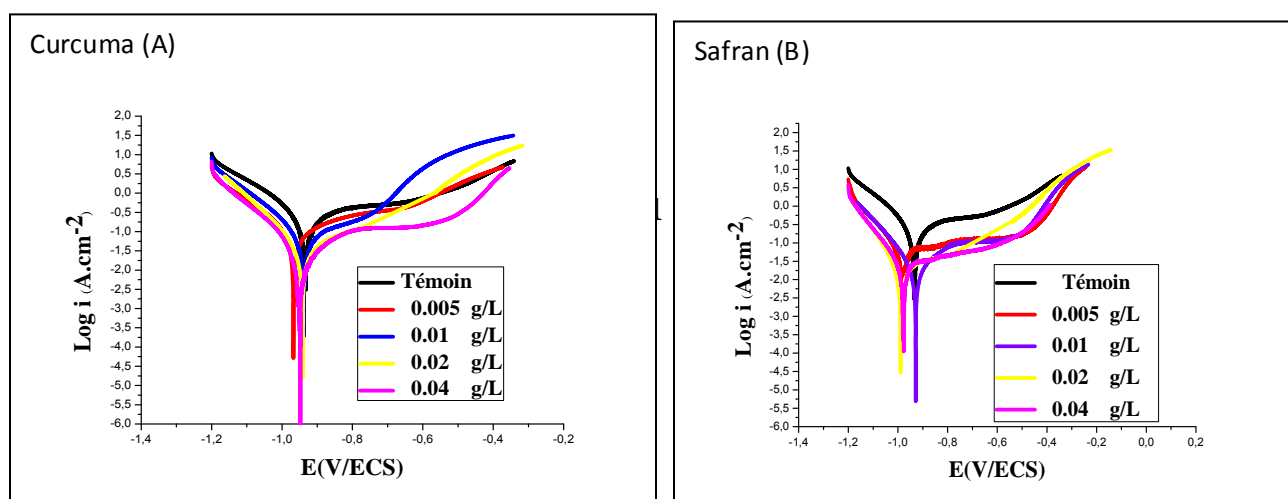 Curcuma (A)
2,0
1,5
1,0
0,5
0,0
-0,5
-1,0
-1,5
-2,0
-2,5
-3,0
-3,5
-4,0
-4,5
-5,0
-5,5
-6,0
Log i (A.cm-2)
Témoin
0.005 g/L
0.01 g/L
0.02 g/L
0.04 g/L
-1,4 -1,2 -1,0 -0,8 -0,6 -0,4 -0,2
E(V/ECS)
Safran (B)
2,0
1,5
1,0
0,5
0,0
-0,5
-1,0
-1,5
-2,0
-2,5
-3,0
-3,5
-4,0
-4,5
-5,0
-5,5
-6,0
Log i (A.cm-2)
Témoin
0.005 g/L
0.01 g/L
0.02 g/L
0.04 g/L
-1,4 -1,2 -1,0 -0,8 -0,6 -0,4 -0,2 0,0 0,2
E(V/ECS)